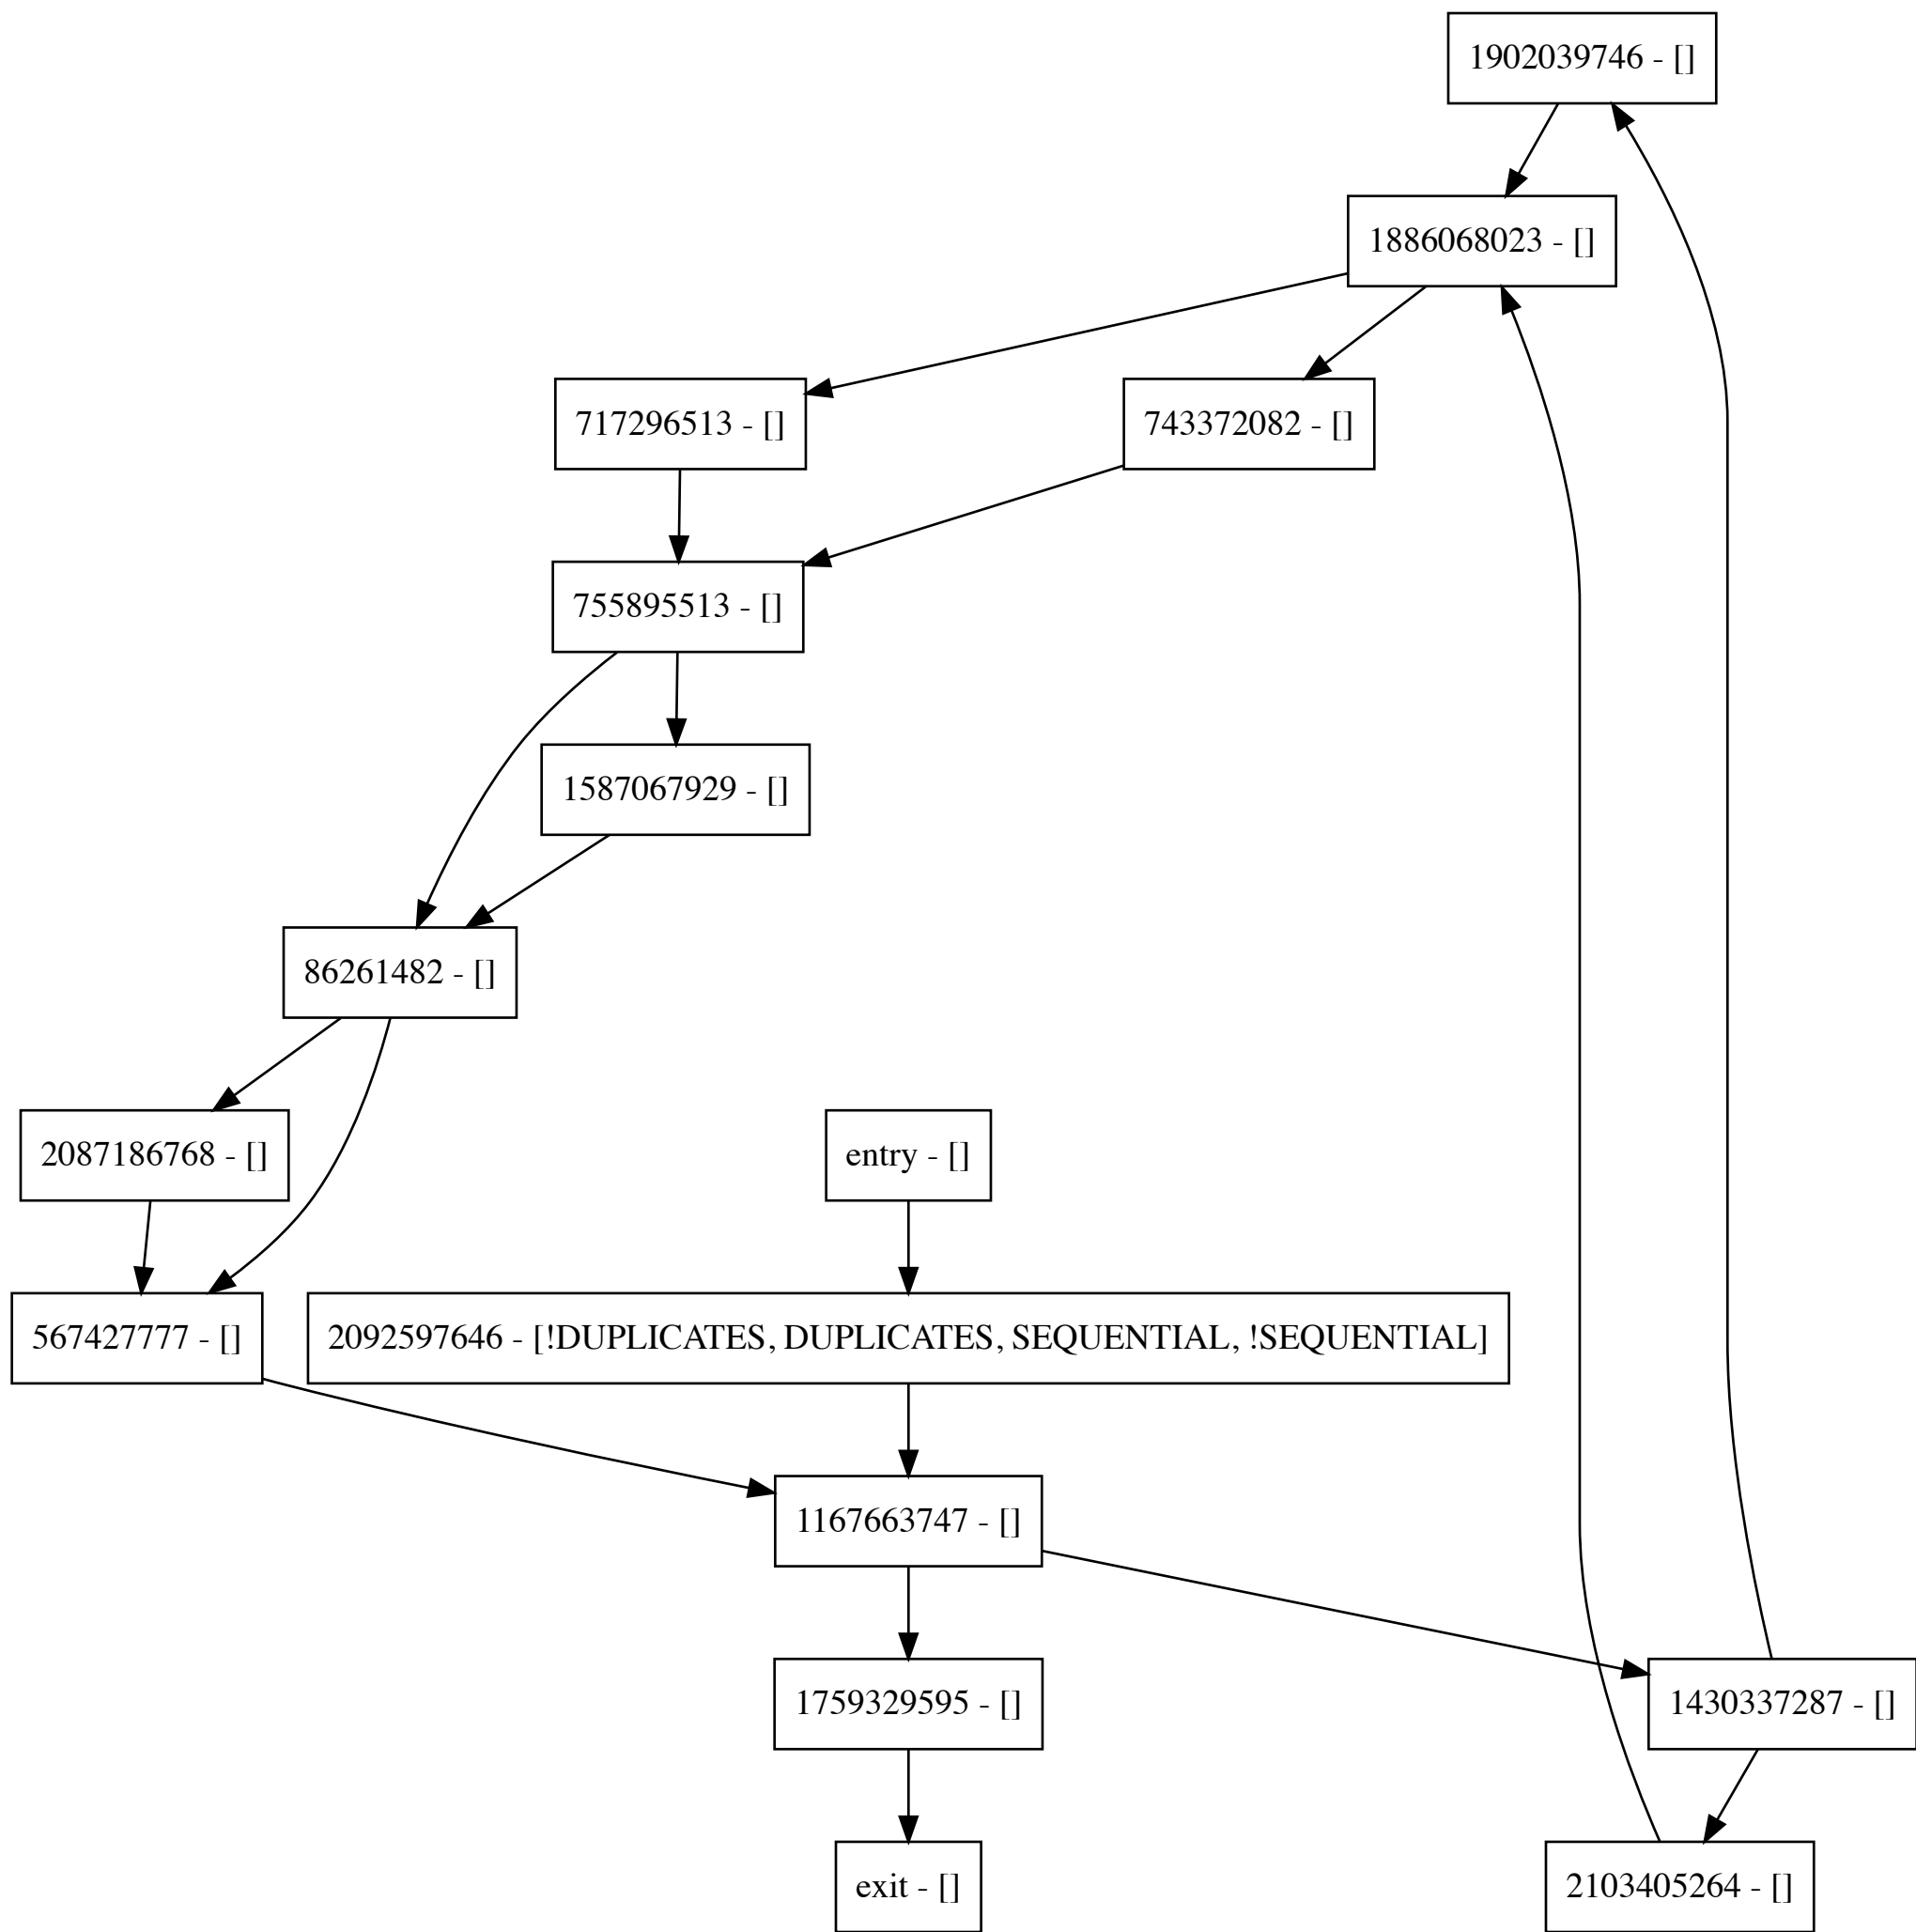 1902039746 - []
1886068023 - []
717296513 - []
743372082 - []
755895513 - []
1587067929 - []
86261482 - []
2087186768 - []
entry - []
567427777 - []
2092597646 - [!DUPLICATES, DUPLICATES, SEQUENTIAL, !SEQUENTIAL]
1167663747 - []
1759329595 - []
1430337287 - []
exit - []
2103405264 - []